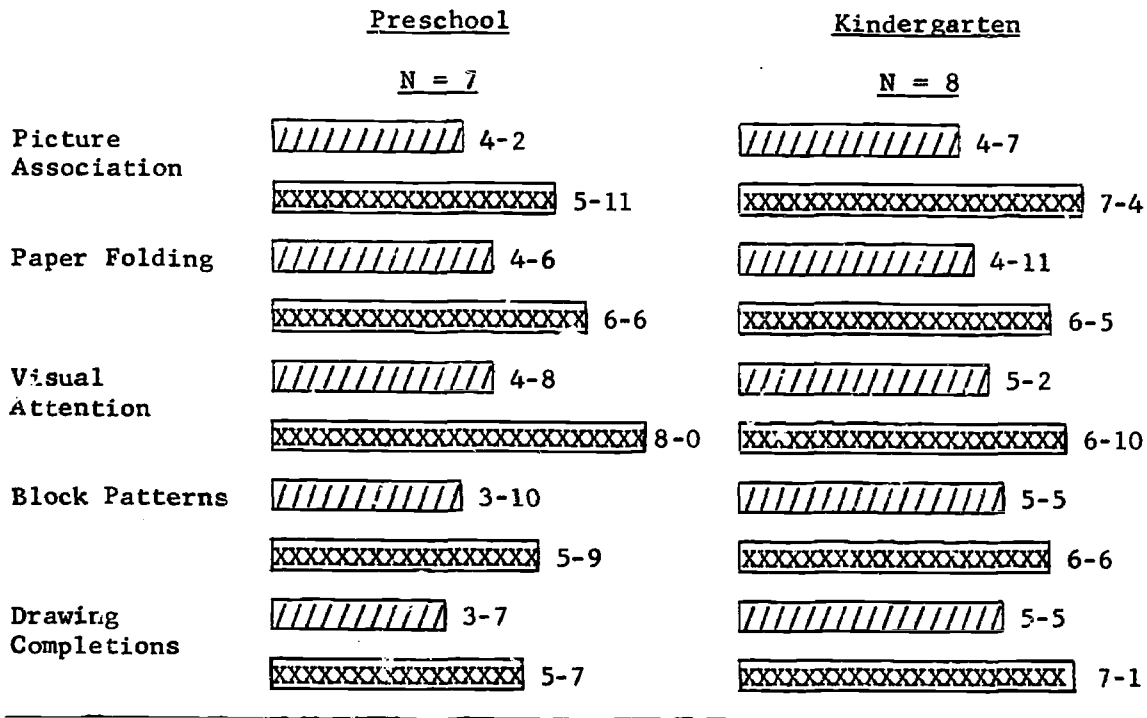 Preschool Kindergarten
N = 7 N = 8
Picture Association 4-2 4-7
5-11 7-4
Paper Folding 4-6 4-11
6-6 6-5
Visual Attention 4-8 5-2
8-0 6-10
Block Patterns 3-10 5-5
5-9 6-6
Drawing Completions 3-7 5-5
5-7 7-1